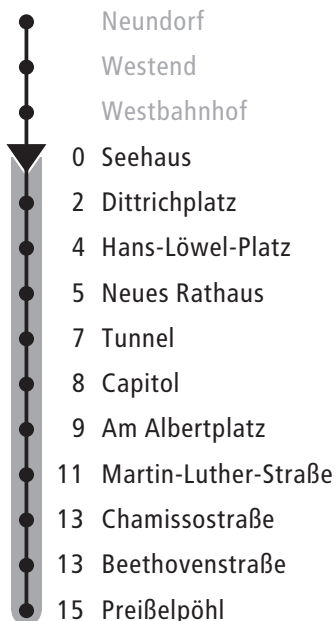 Neundorf
Westend
Westbahnhof
0 Seehaus
2 Dittrichplatz
4 Hans-Löwel-Platz
5 Neues Rathaus
7 Tunnel
8 Capitol
9 Am Albertplatz
11 Martin-Luther-Straße
13 Chamissostraße
13 Beethovenstraße
15 Preißelpöhl